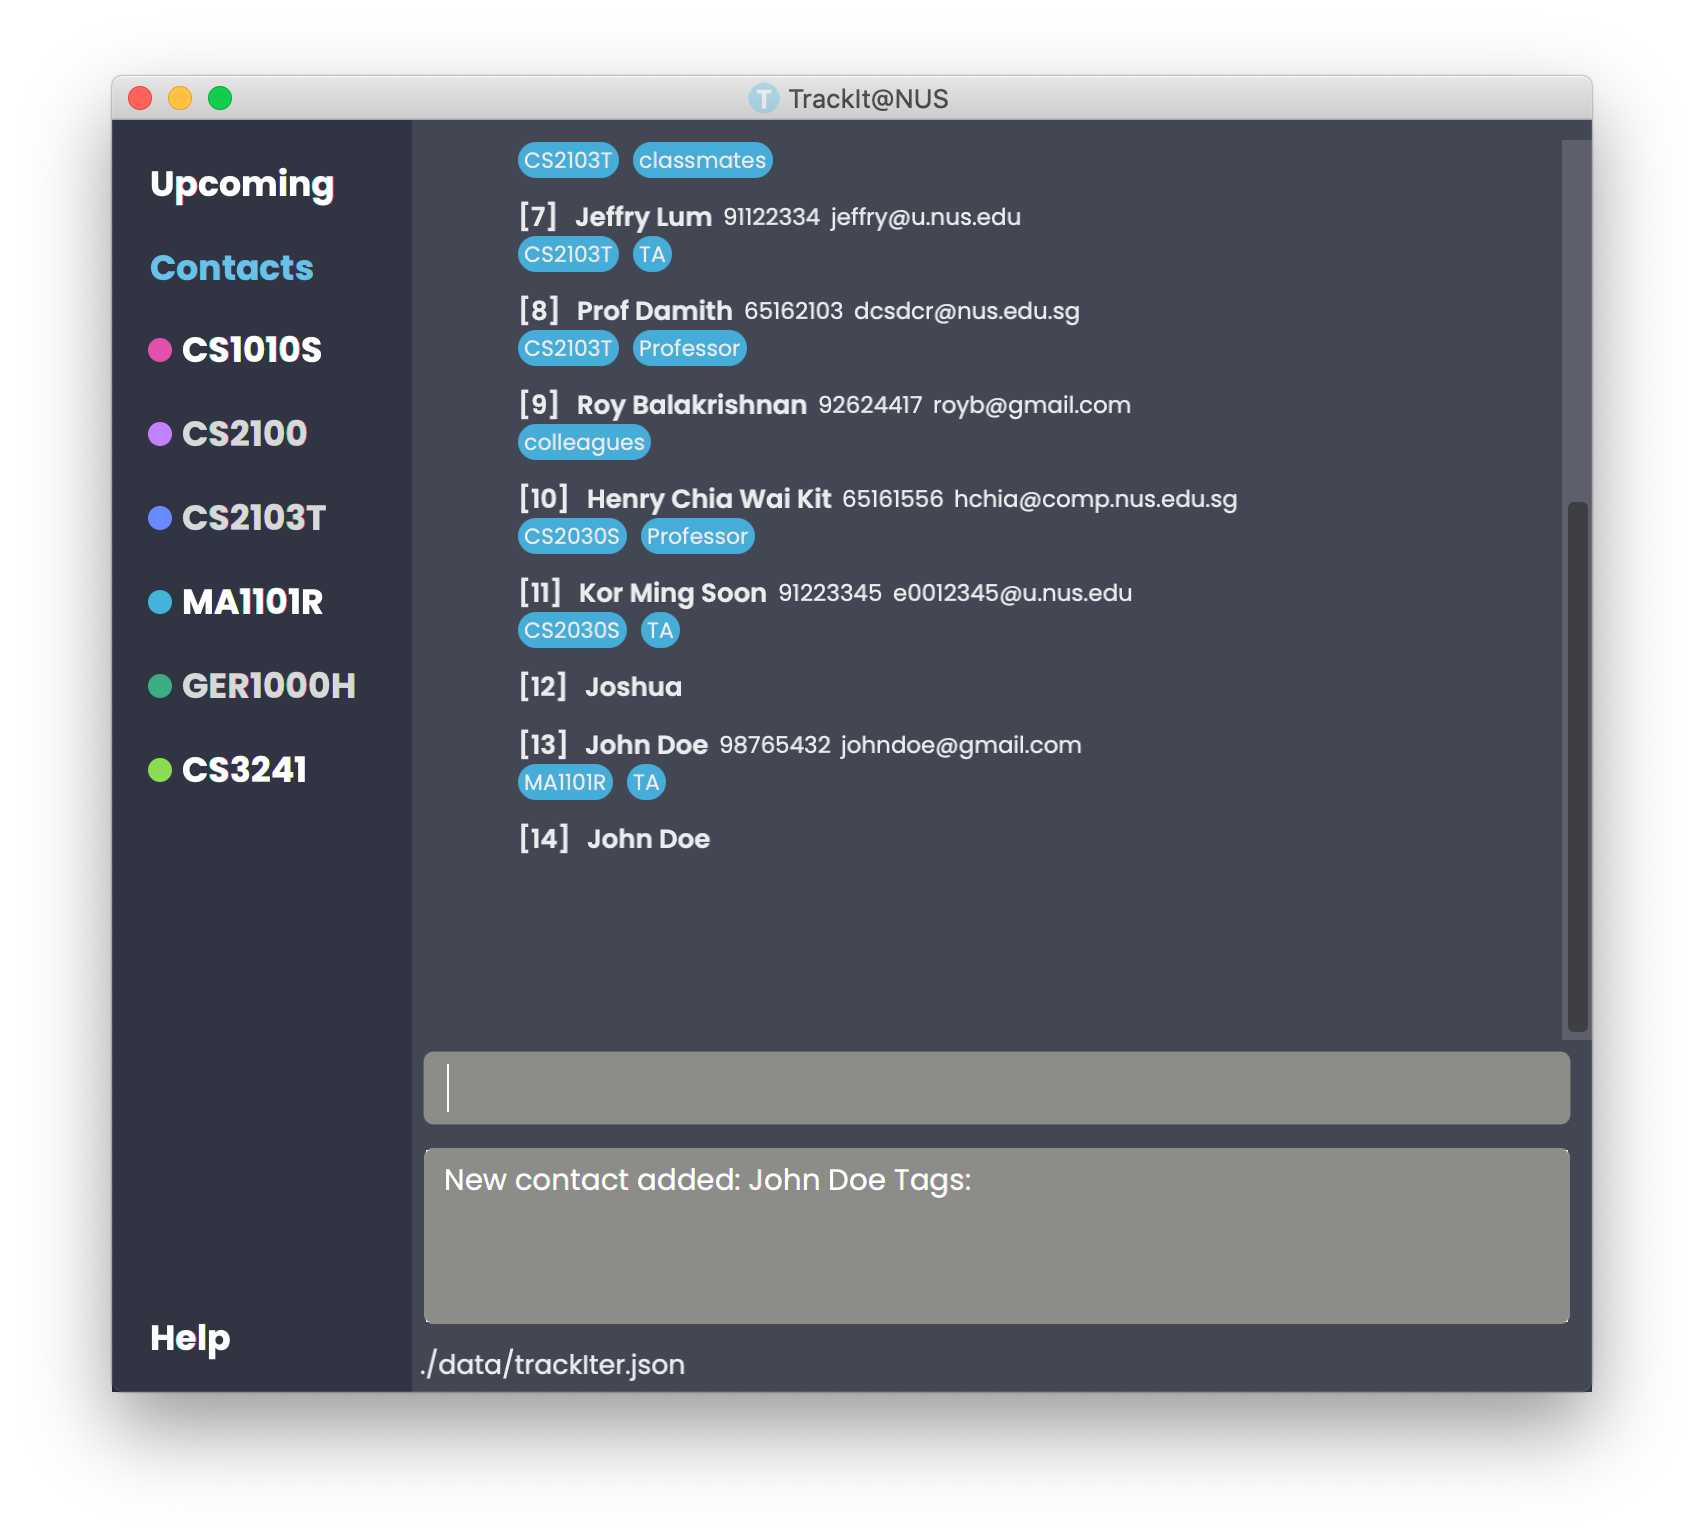 TrackIt@NUS
Upcoming
Contacts
CS1010S
CS2100
CS2103T
MA1101R
GER1000H
CS3241
Help
CS2103T classmates
[7] Jeffry Lum 91122334 jeffry@u.nus.edu
CS2103T TA
[8] Prof Damith 65162103 dcsdcr@nus.edu.sg
CS2103T Professor
[9] Roy Balakrishnan 92624417 royb@gmail.com
colleagues
[10] Henry Chia Wai Kit 65161556 hchia@comp.nus.edu.sg
CS2030S Professor
[11] Kor Ming Soon 91223345 e0012345@u.nus.edu
CS2030S TA
[12] Joshua
[13] John Doe 98765432 johndoe@gmail.com
MA1101R TA
[14] John Doe
New contact added: John Doe Tags:
./data/trackIter.json